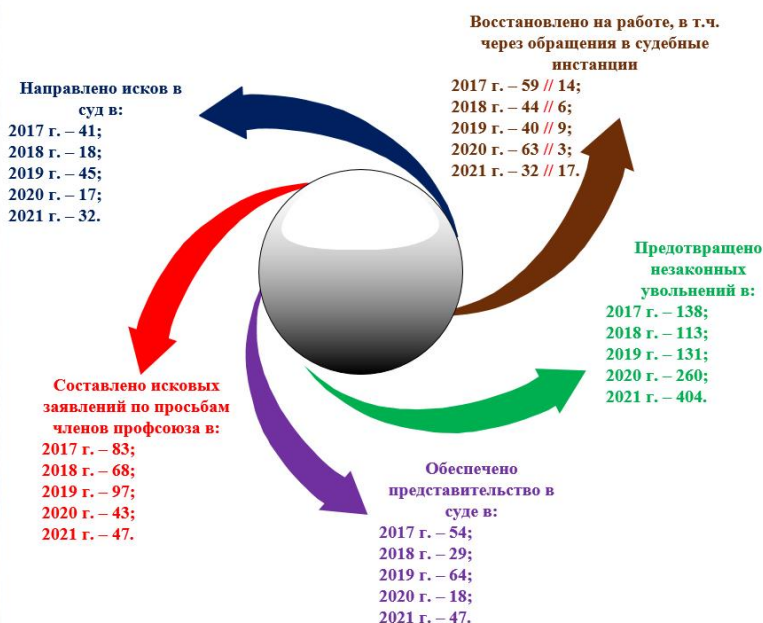 Восстановлено на работе, в т.ч.
через обращения в судебные
инстанции
2017 г. – 59 // 14;
2018 г. – 44 // 6;
2019 г. – 40 // 9;
2020 г. – 63 // 3;
2021 г. – 32 // 17.
Направлено исков в
суд в:
2017 г. – 41;
2018 г. – 18;
2019 г. – 45;
2020 г. – 17;
2021 г. – 32.
Предотвращено
незаконных
увольнений в:
2017 г. – 138;
2018 г. – 113;
2019 г. – 131;
2020 г. – 260;
2021 г. – 404.
Составлено исковых
заявлений по просьбам
членов профсоюза в:
2017 г. – 83;
2018 г. – 68;
2019 г. – 97;
2020 г. – 43;
2021 г. – 47.
Обеспечено
представительство в
суде в:
2017 г. – 54;
2018 г. – 29;
2019 г. – 64;
2020 г. – 18;
2021 г. – 47.